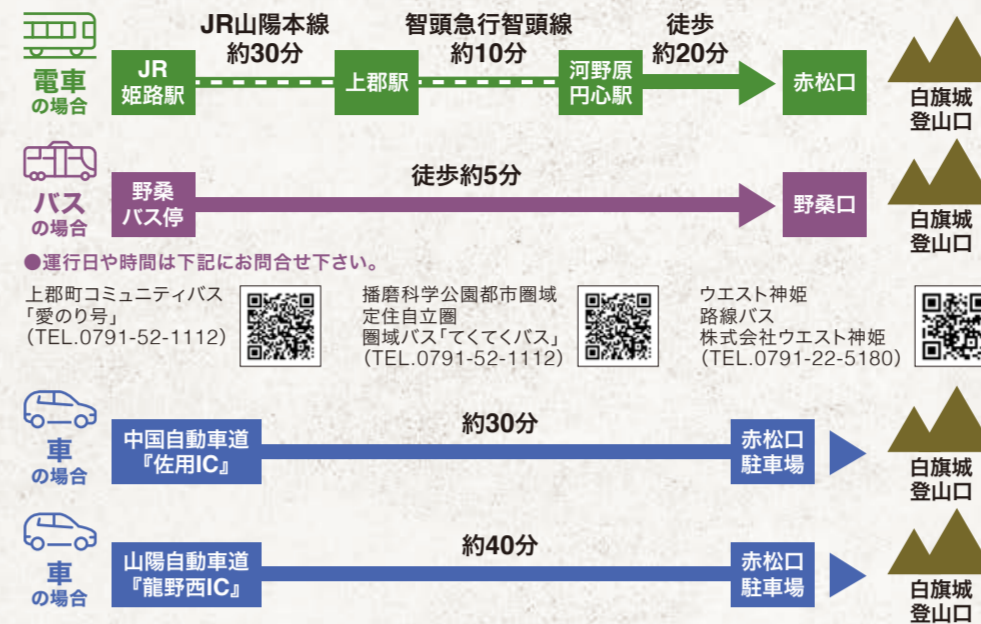 JR山陽本線
約30分
智頭急行智頭線
約10分
徒歩
約20分
電車
の場合
JR
姫路駅
上郡駅
河野原
円心駅
赤松口
白旗城
登山口
バス
の場合
野桑
バス停
徒歩約5分
野桑口
白旗城
登山口
●運行日や時間は下記にお問合せ下さい。
上郡町コミュニティバス
「愛のり号」
(TEL.0791-52-1112)
播磨科学公園都市圏域
定住自立圏
圏域バス「てくてくバス」
(TEL.0791-52-1112)
ウエスト神姫
路線バス
株式会社ウエスト神姫
(TEL.0791-22-5180)
車
の場合
中国自動車道
『佐用IC』
約30分
赤松口
駐車場
白旗城
登山口
車
の場合
山陽自動車道
『龍野西IC』
約40分
赤松口
駐車場
白旗城
登山口